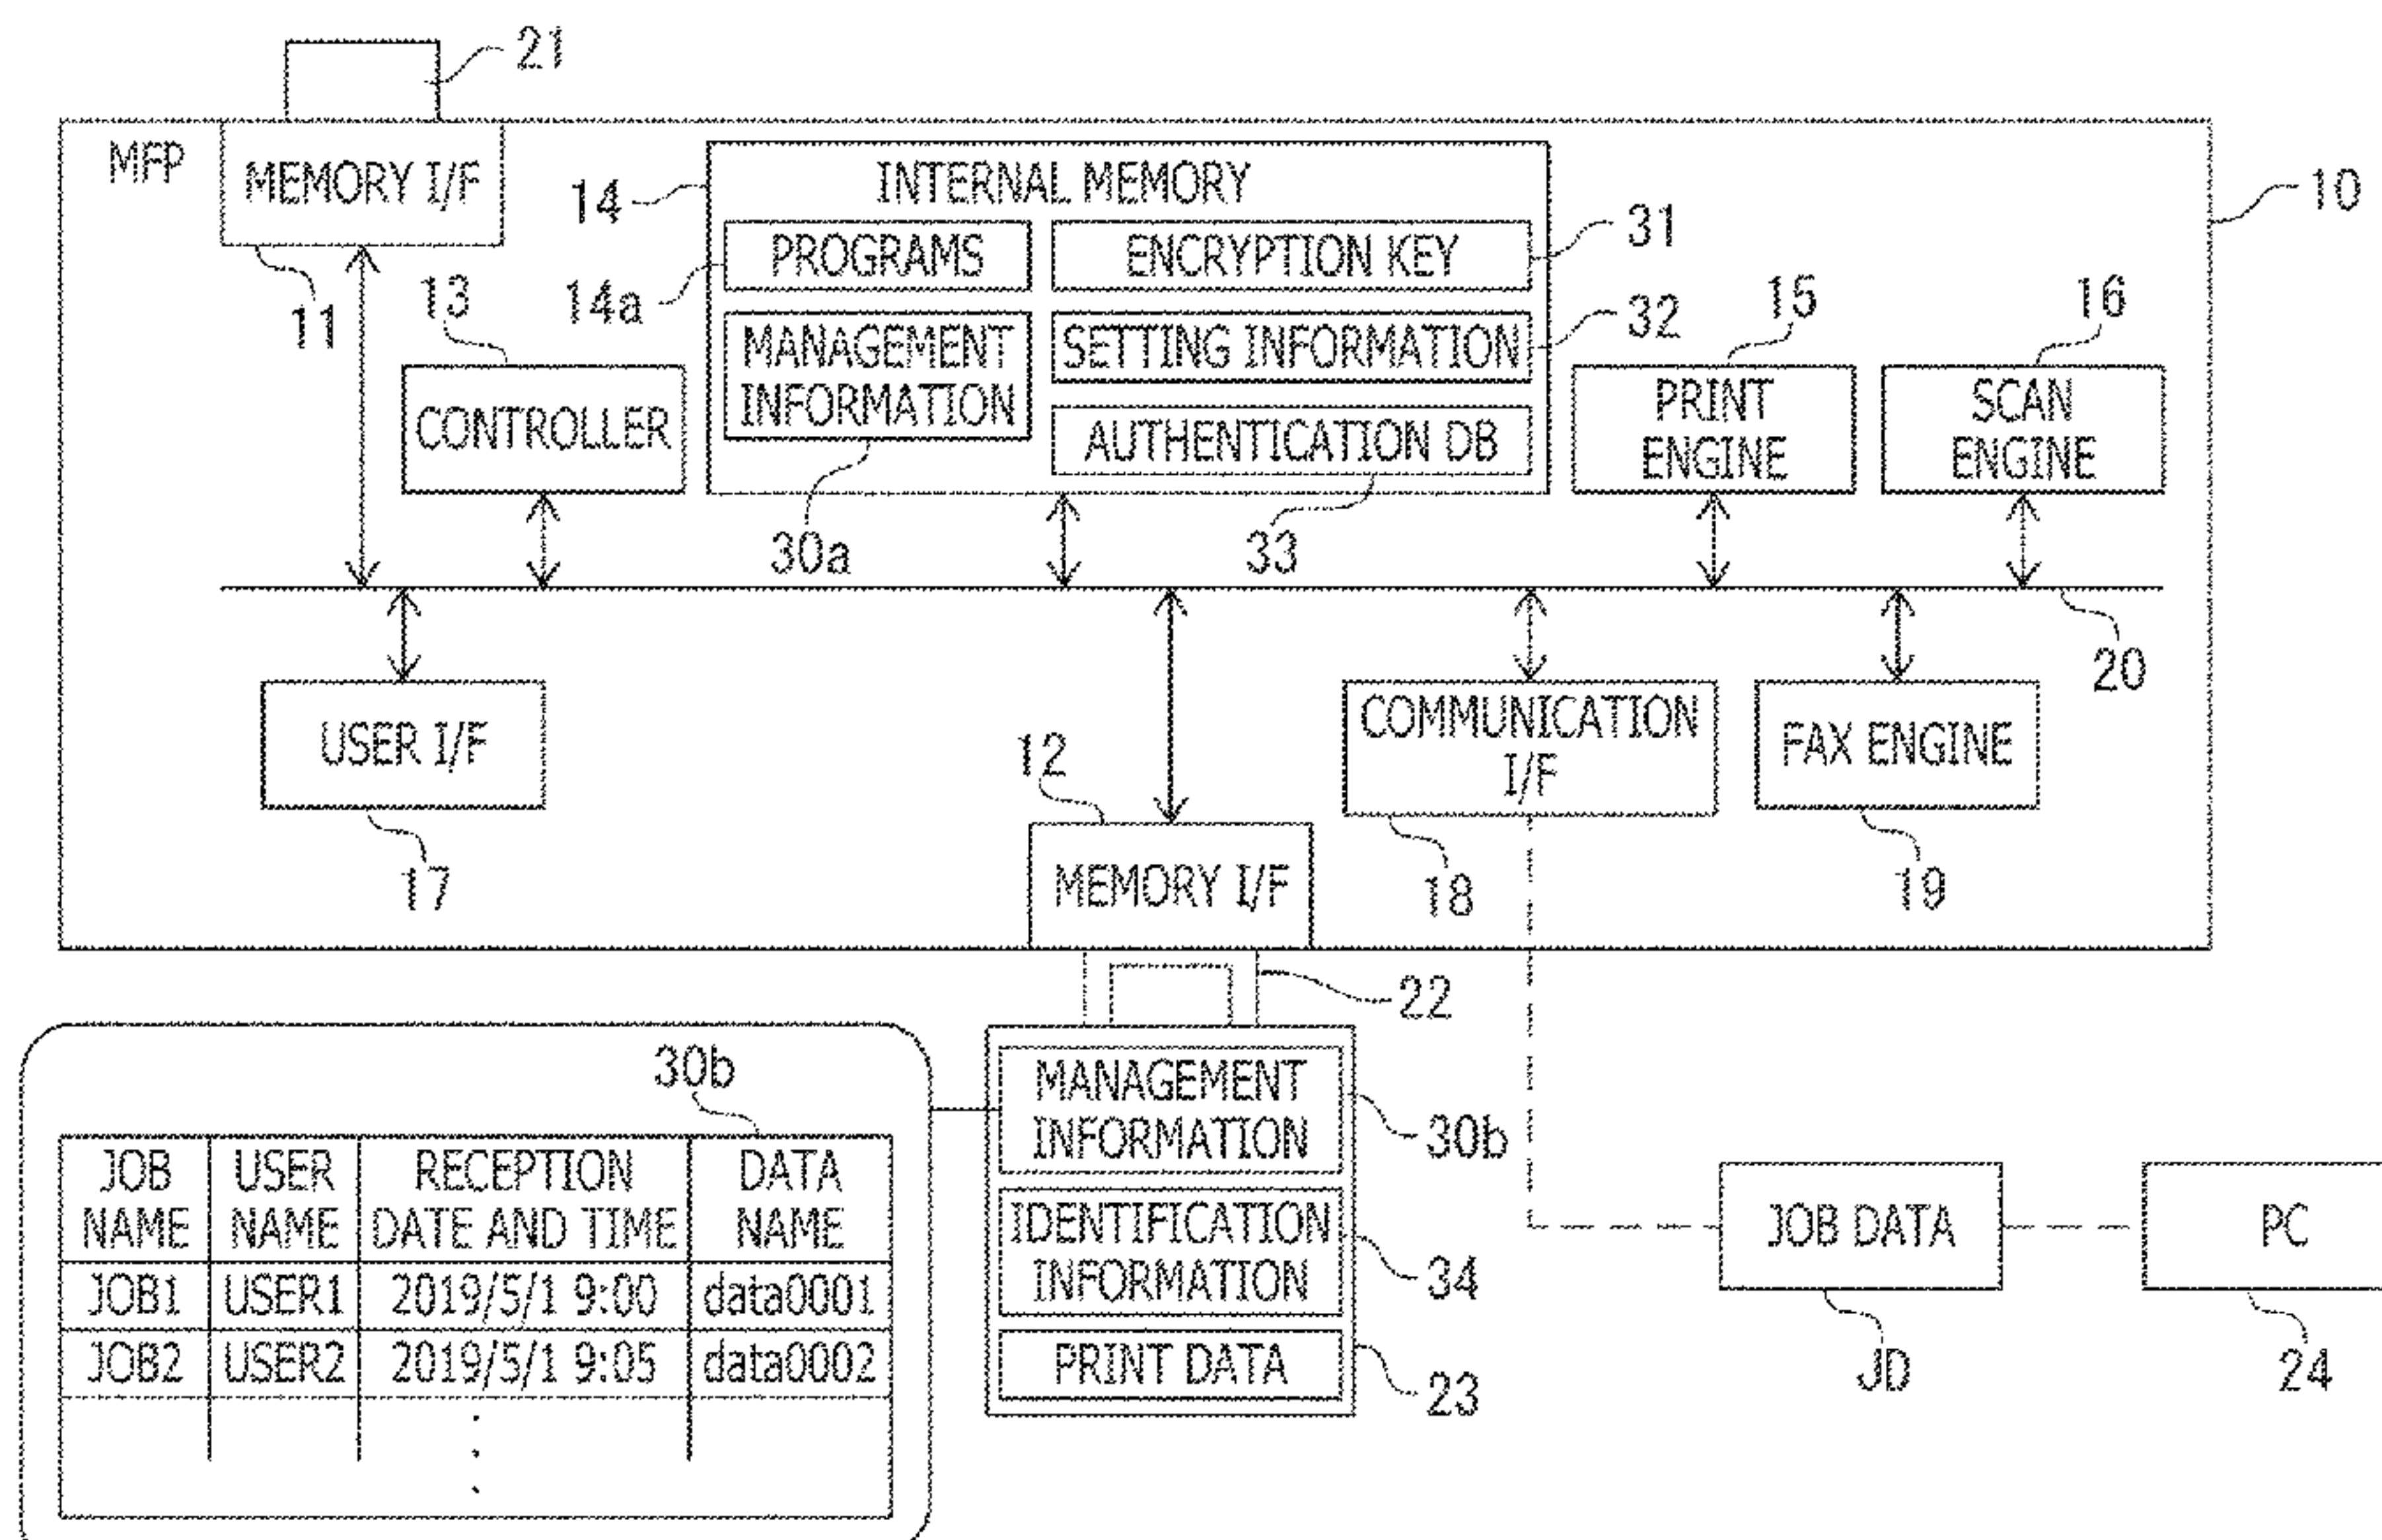 21
MFP
MEMORY I/F
11
14
INTERNAL MEMORY
10
PROGRAMS
14a
ENCRYPTION KEY
31
MANAGEMENT
INFORMATION
30a
SETTING INFORMATION
32
AUTHENTICATION DB
33
13
CONTROLLER
15
PRINT
ENGINE
16
SCAN
ENGINE
20
USER I/F
17
12
MEMORY I/F
COMMUNICATION
I/F
18
FAX ENGINE
19
22
30b
JOB
NAME
USER
NAME
RECEPTION
DATE AND TIME
DATA
NAME
JOB1 USER1 2019/5/1 9:00 data0001
JOB2 USER2 2019/5/1 9:05 data0002
MANAGEMENT
INFORMATION
30b
IDENTIFICATION
INFORMATION
34
PRINT DATA
23
JOB DATA
JD
PC
24